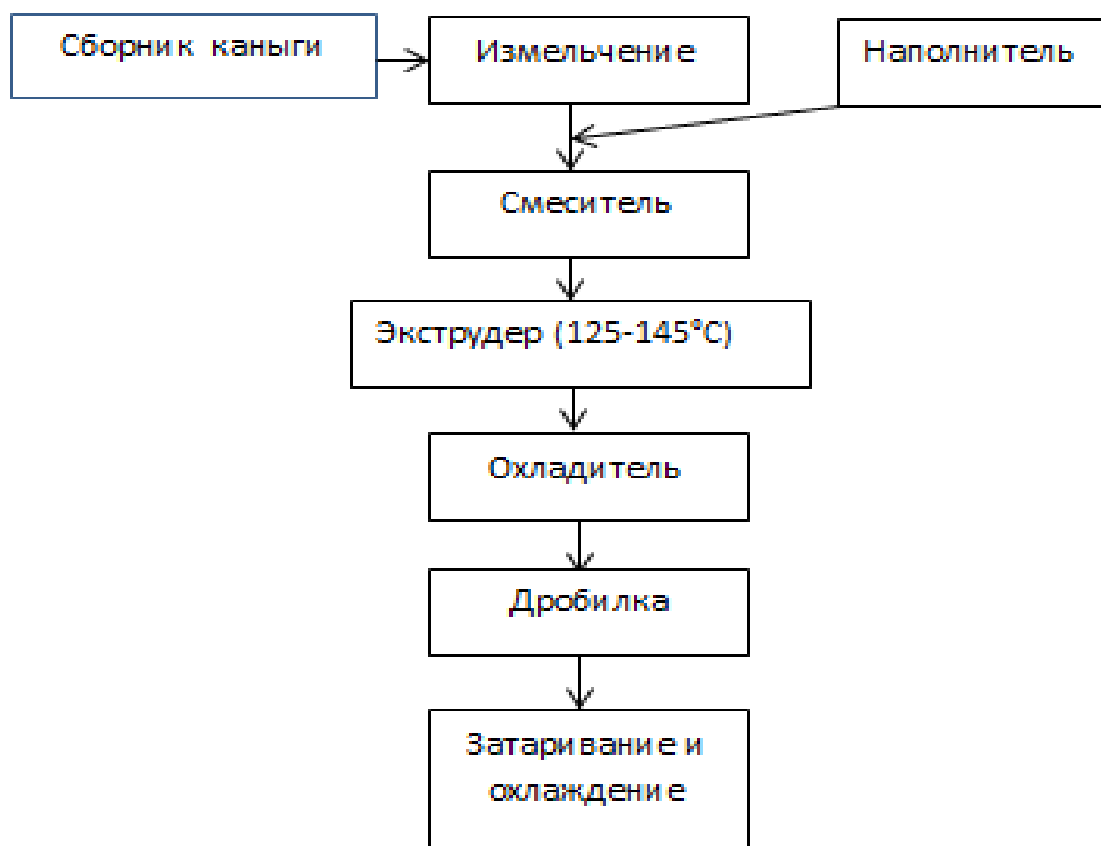 Сборник каныги
Измельчение
Наполнитель
Смеситель
Экструдер (125-145°С)
Охладитель
Дробилка
Затаривание и
охлаждение